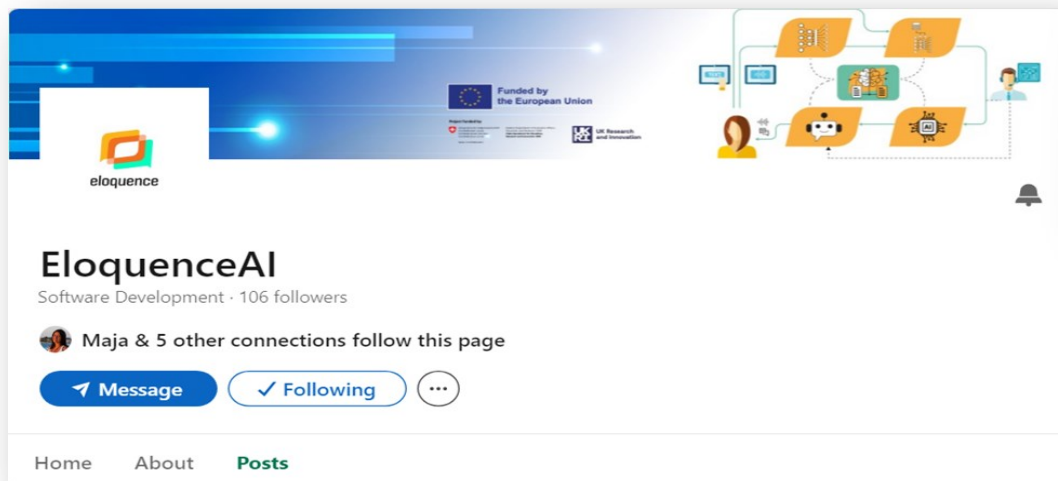 Funded by
the European Union
UK Research
and Innovation
AI
eloquence
EloquenceAI
Software Development · 106 followers
Maja & 5 other connections follow this page
Message
Following
Home About Posts